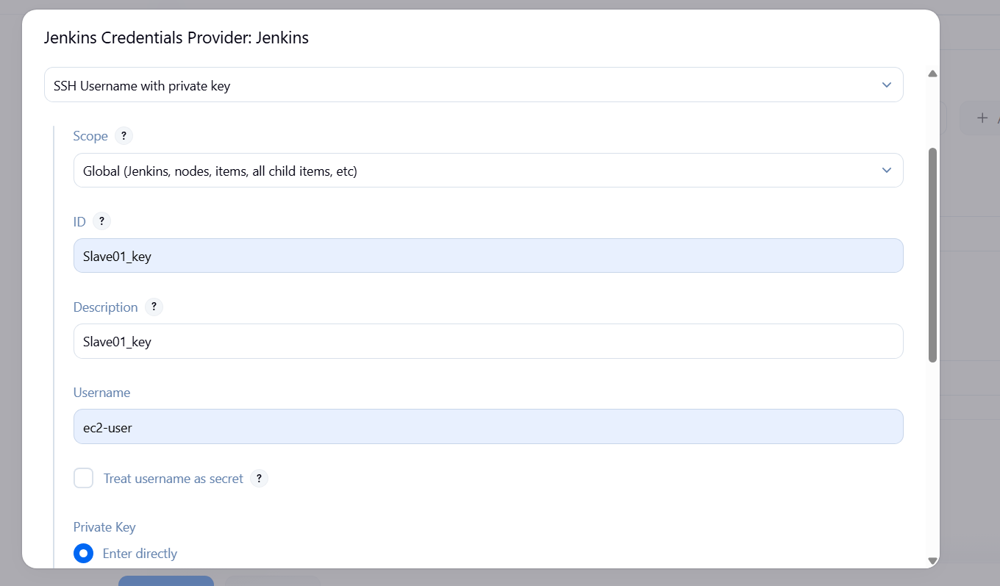 Jenkins Credentials Provider: Jenkins
SSH Username with private key
Scope ?
Global (Jenkins, nodes, items, all child items, etc)
ID ?
Slave01_key
Description ?
Slave01_key
Username
ec2-user
Treat username as secret ?
Private Key
Enter directly